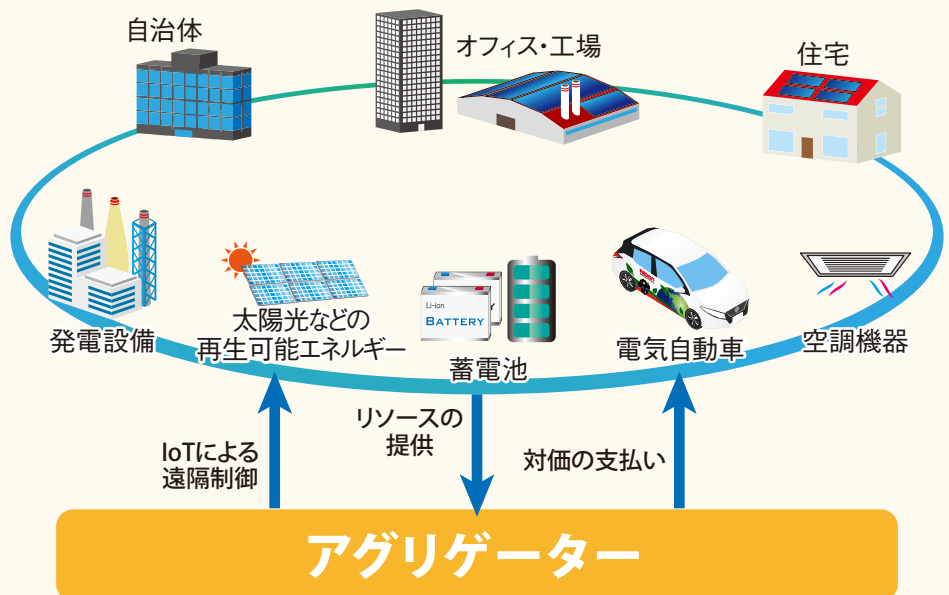 自治体
オフィス・工場
住宅
発電設備
太陽光などの
再生可能エネルギー
Li-ion
BATTERY
蓄電池
電気自動車
空調機器
IoTによる
遠隔制御
リソースの
提供
対価の支払い
アグリゲーター